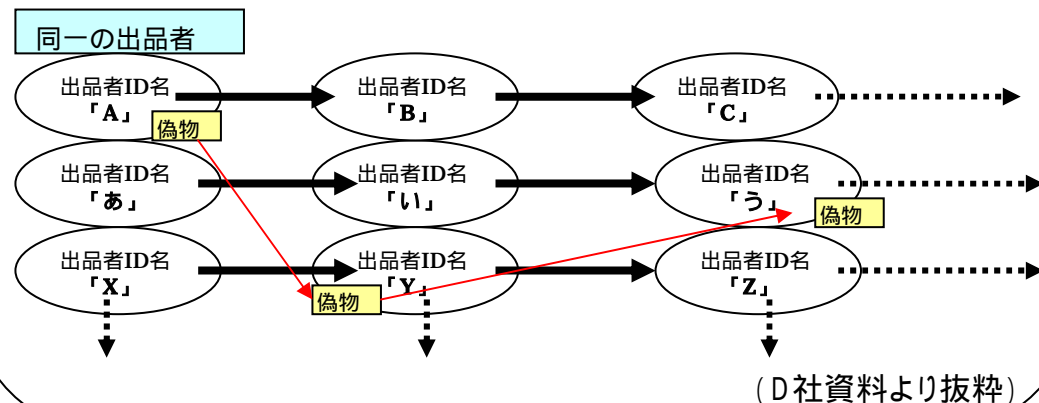 同一の出品者
出品者ID名
「A」
偽物
出品者ID名
「B」
出品者ID名
「C」
出品者ID名
「あ」
出品者ID名
「い」
出品者ID名
「う」
偽物
出品者ID名
「X」
偽物
出品者ID名
「Y」
出品者ID名
「Z」
(D社資料より抜粋)